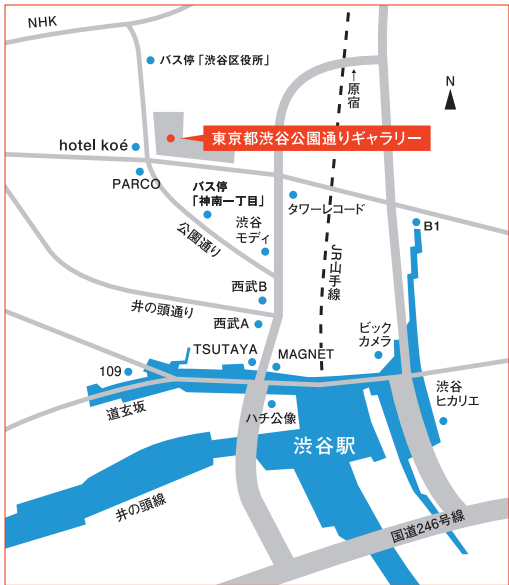 NHK
バス停「渋谷区役所」
↑原宿
N
東京都渋谷公園通りギャラリー
hotel koé
PARCO
バス停
「神南一丁目」
タワーレコード
B1
公園通り
渋谷
モディ
JR山手線
西武B
井の頭通り
西武A
ビック
カメラ
TSUTAYA
MAGNET
109
道玄坂
ハチ公像
渋谷
ヒカリエ
渋谷駅
井の頭線
国道246号線